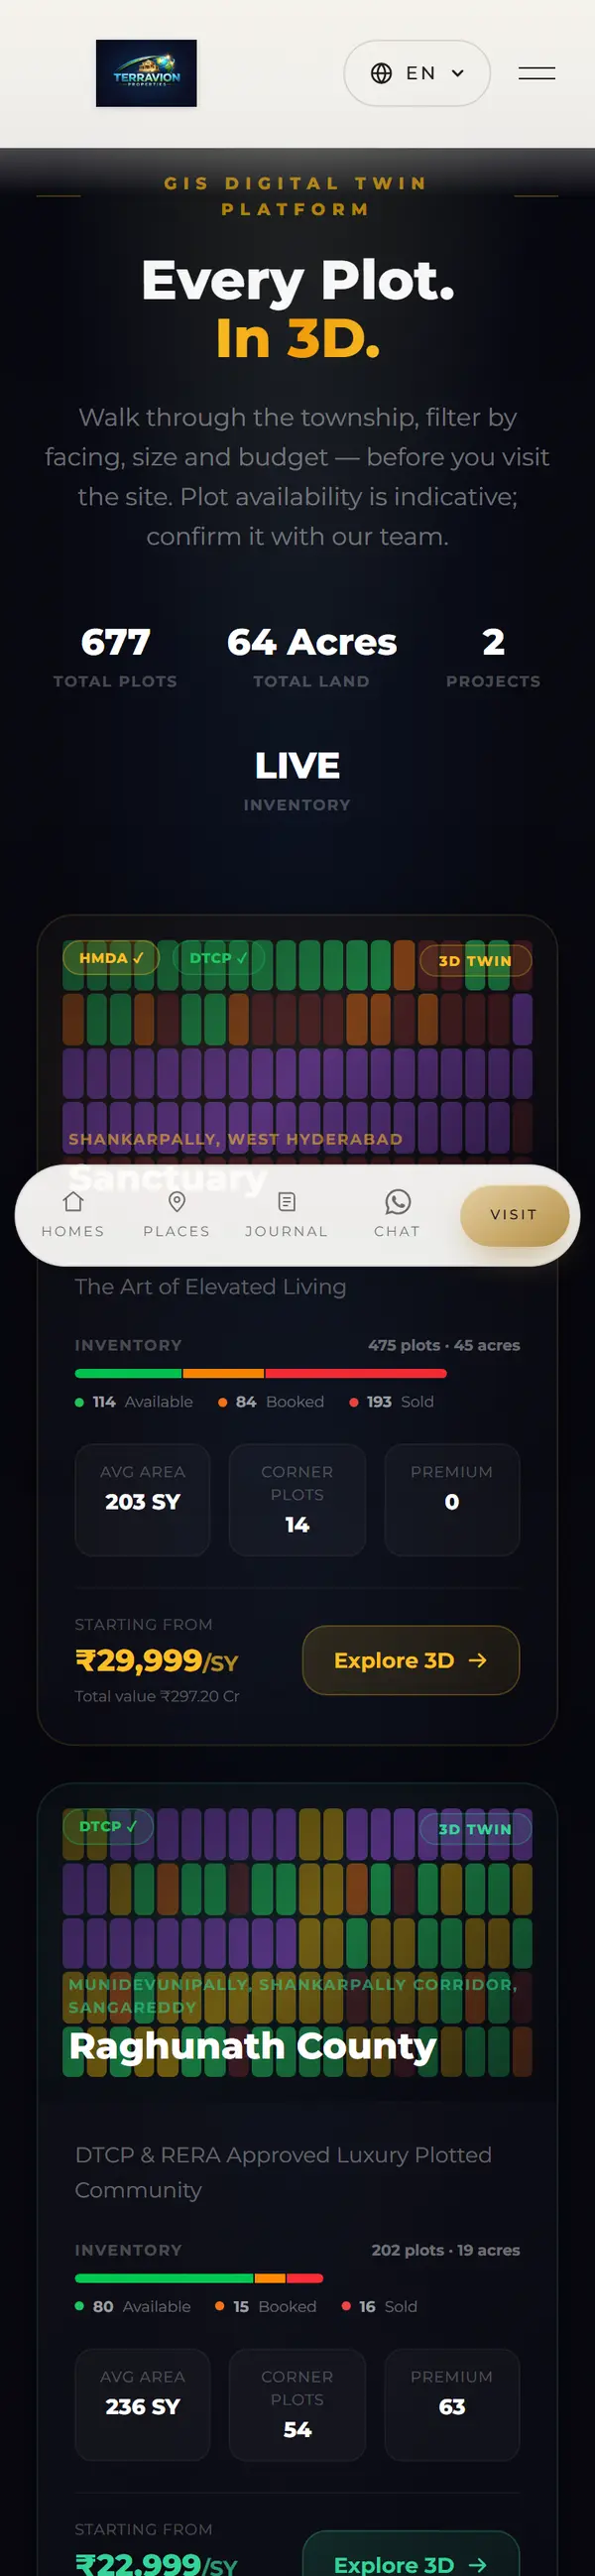 TERRAVION
PROPERTIES
EN
GIS DIGITAL TWIN
PLATFORM
Every Plot.
In 3D.
Walk through the township, filter by
facing, size and budget — before you visit
the site. Plot availability is indicative;
confirm it with our team.
677
TOTAL PLOTS
64 Acres
TOTAL LAND
2
PROJECTS
LIVE
INVENTORY
HMDA ✓
DTCP ✓
3D TWIN
SHANKARPALLY, WEST HYDERABAD
Sanctuary
HOMES
PLACES
JOURNAL
CHAT
VISIT
The Art of Elevated Living
INVENTORY
475 plots · 45 acres
114 Available
84 Booked
193 Sold
AVG AREA
203 SY
CORNER
PLOTS
14
PREMIUM
0
STARTING FROM
₹29,999/SY
Total value ₹297.20 Cr
Explore 3D →
DTCP ✓
3D TWIN
MUNIDEVUNIPALLY, SHANKARPALLY CORRIDOR,
SANGAREDDY
Raghunath County
DTCP & RERA Approved Luxury Plotted
Community
INVENTORY
202 plots · 19 acres
80 Available
15 Booked
16 Sold
AVG AREA
236 SY
CORNER
PLOTS
54
PREMIUM
63
STARTING FROM
₹22,999/SY
Explore 3D →